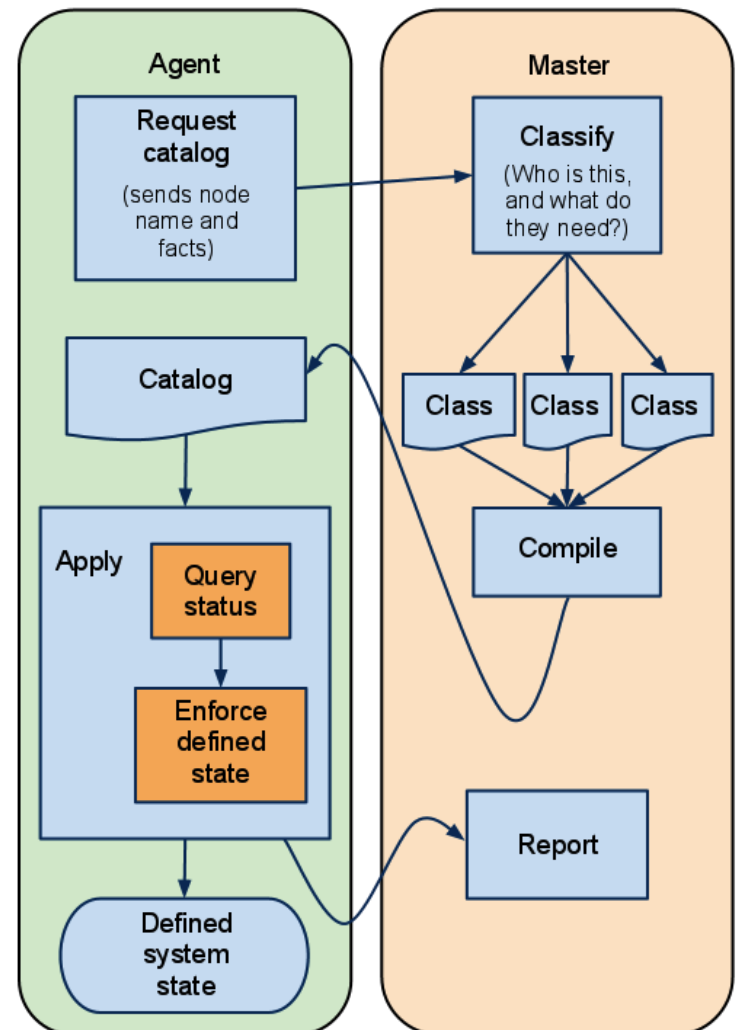 Agent
Request
catalog
(sends node
name and
facts)
Catalog
Apply
Query
status
Enforce
defined
state
Defined
system
state
Master
Classify
(Who is this,
and what do
they need?)
Class
Class
Class
Compile
Report